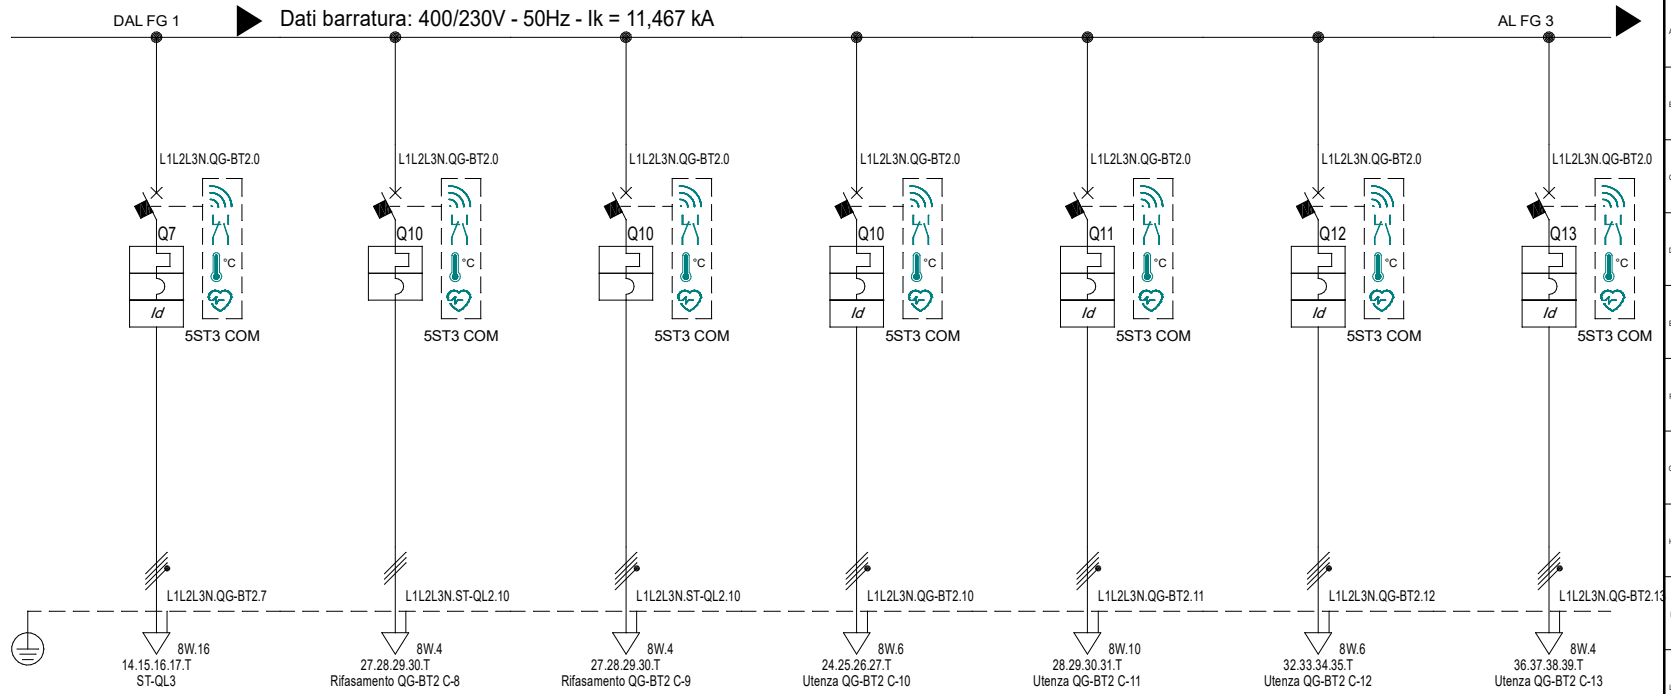 DAL FG 1
Dati barratura: 400/230V - 50Hz - Ik = 11,467 kA
AL FG 3
L1L2L3N.QG-BT2.0
L1L2L3N.QG-BT2.0
L1L2L3N.QG-BT2.0
L1L2L3N.QG-BT2.0
L1L2L3N.QG-BT2.0
L1L2L3N.QG-BT2.0
L1L2L3N.QG-BT2.0
Q7
Q10
Q10
Q10
Q11
Q12
Q13
°C
°C
°C
°C
°C
°C
°C
Id
Id
Id
Id
Id
5ST3 COM
5ST3 COM
5ST3 COM
5ST3 COM
5ST3 COM
5ST3 COM
5ST3 COM
L1L2L3N.QG-BT2.7
L1L2L3N.ST-QL2.10
L1L2L3N.ST-QL2.10
L1L2L3N.QG-BT2.10
L1L2L3N.QG-BT2.11
L1L2L3N.QG-BT2.12
L1L2L3N.QG-BT2.13
8W.16
8W.4
8W.4
8W.6
8W.10
8W.6
8W.4
14.15.16.17.T
27.28.29.30.T
27.28.29.30.T
24.25.26.27.T
28.29.30.31.T
32.33.34.35.T
36.37.38.39.T
ST-QL3
Rifasamento QG-BT2 C-8
Rifasamento QG-BT2 C-9
Utenza QG-BT2 C-10
Utenza QG-BT2 C-11
Utenza QG-BT2 C-12
Utenza QG-BT2 C-13